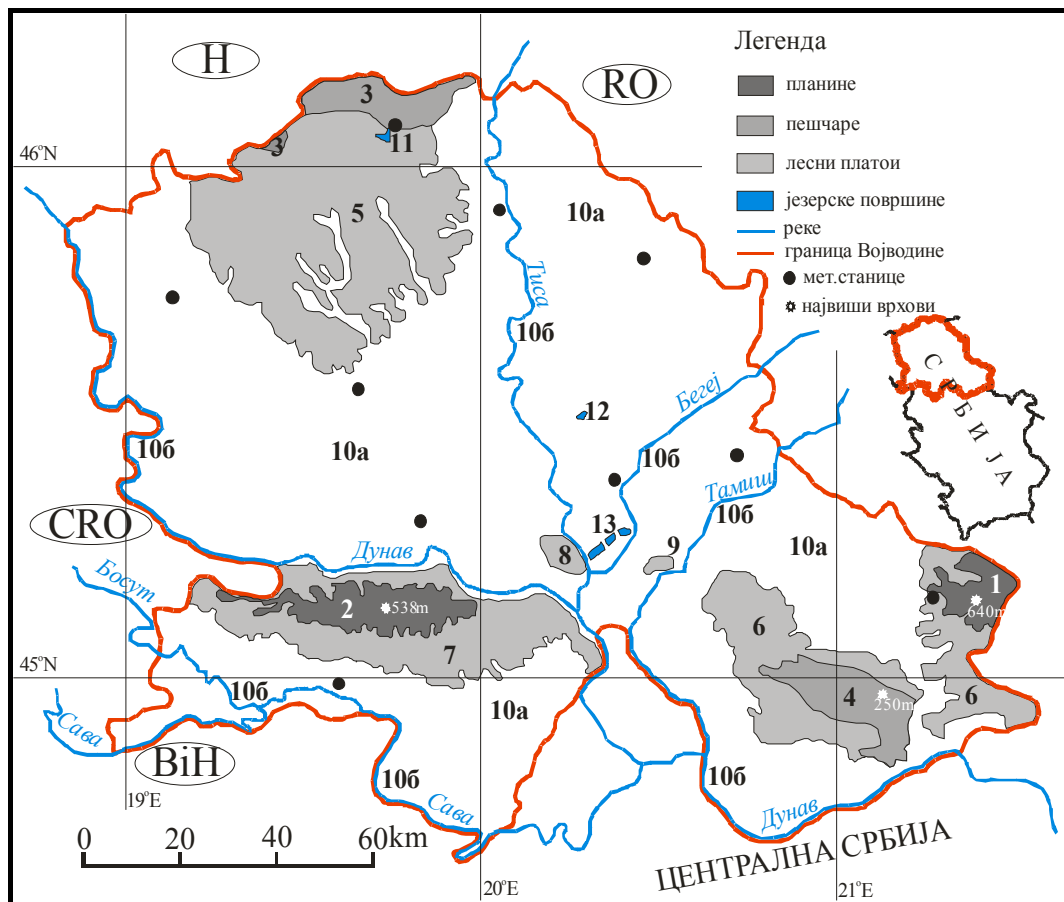 H
RO
Легенда
планине
пешчаре
лесни платои
језерске површине
реке
граница Војводине
мет.станице
највиши врхови
3
3
11
46°N
5
10а
Тиса
10б
СРБИЈА
12
Бегеј
10б
10б
10а
Тамиш
10б
CRO
13
Дунав
8
9
10а
Босут
1
640m
2
538m
6
7
45°N
10б
4
250m
6
10а
Сава
BiH
10б
10б
19°E
Сава
Дунав
0 20 40 60km
ЦЕНТРАЛНА СРБИЈА
20°E
21°E